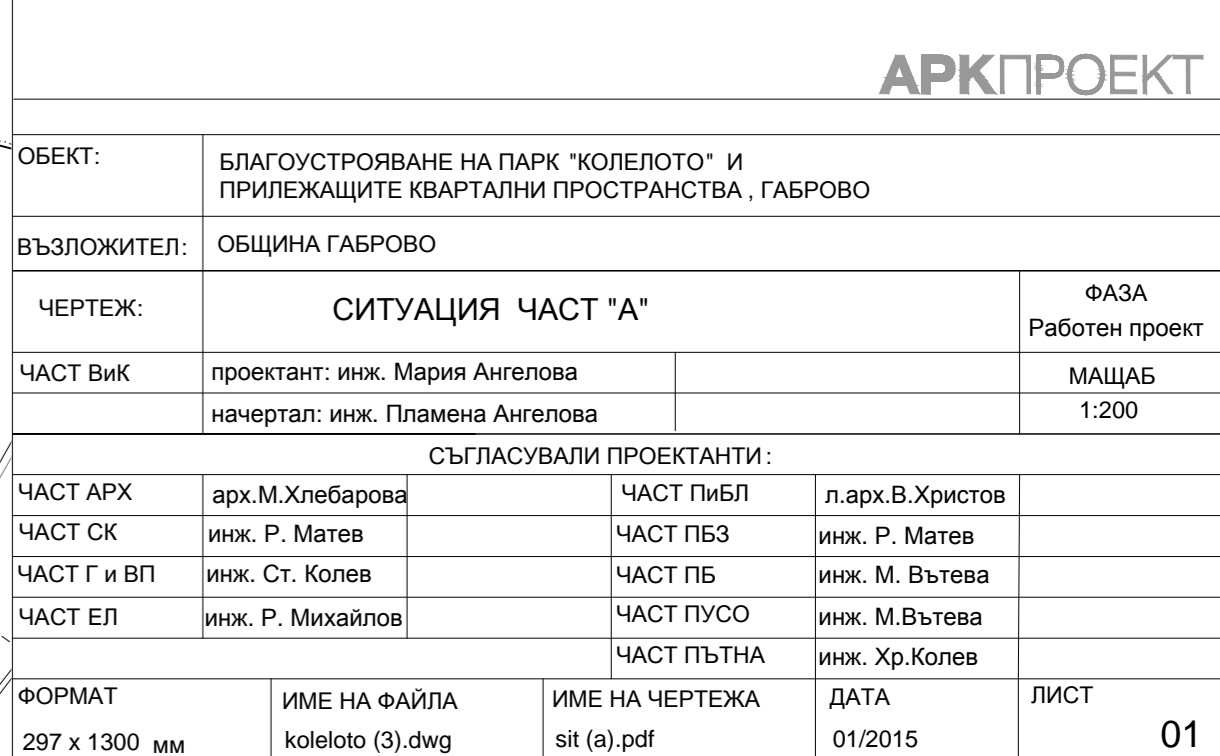 АРКПРОЕКТ
ОБЕКТ:
БЛАГОУСТРОЯВАНЕ НА ПАРК "КОЛЕЛОТО" И
ПРИЛЕЖАЩИТЕ КВАРТАЛНИ ПРОСТРАНСТВА , ГАБРОВО
ВЪЗЛОЖИТЕЛ: ОБЩИНА ГАБРОВО
ЧЕРТЕЖ: СИТУАЦИЯ ЧАСТ "А"
ФАЗА
Работен проект
ЧАСТ ВиК проектант: инж. Мария Ангелова МАЩАБ
начертал: инж. Пламена Ангелова 1:200
СЪГЛАСУВАЛИ ПРОЕКТАНТИ :
ЧАСТ АРХ арх.М.Хлебарова ЧАСТ ПиБЛ л.арх.В.Христов
ЧАСТ СК инж. Р. Матев ЧАСТ ПБЗ инж. Р. Матев
ЧАСТ Г и ВП инж. Ст. Колев ЧАСТ ПБ инж. М. Вътева
ЧАСТ ЕЛ инж. Р. Михайлов ЧАСТ ПУСО инж. М.Вътева
ЧАСТ ПЪТНА инж. Хр.Колев
ФОРМАТ ИМЕ НА ФАЙЛА ИМЕ НА ЧЕРТЕЖА ДАТА ЛИСТ
297 x 1300 мм koleloto (3).dwg sit (a).pdf 01/2015 01